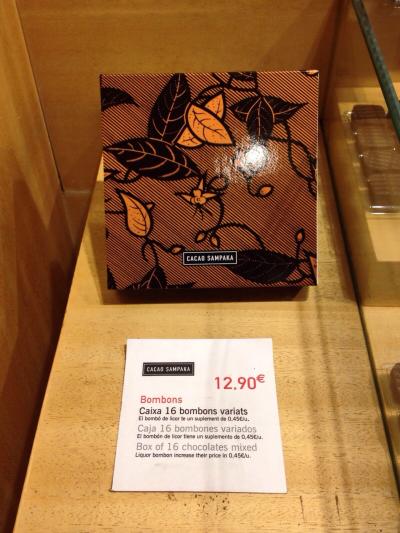 CACAO SAMPAKA
CACAO SAMPAKA
12,90€
Bombons
Caixa 16 bombons variats
El bombó de licor te un suplement de 0,45€/u.
Caja 16 bombones variados
El bombón de licor tiene un suplemento de 0,45€/u.
Box of 16 chocolates mixed
Liquor bombon increase their price in 0,45€/u.